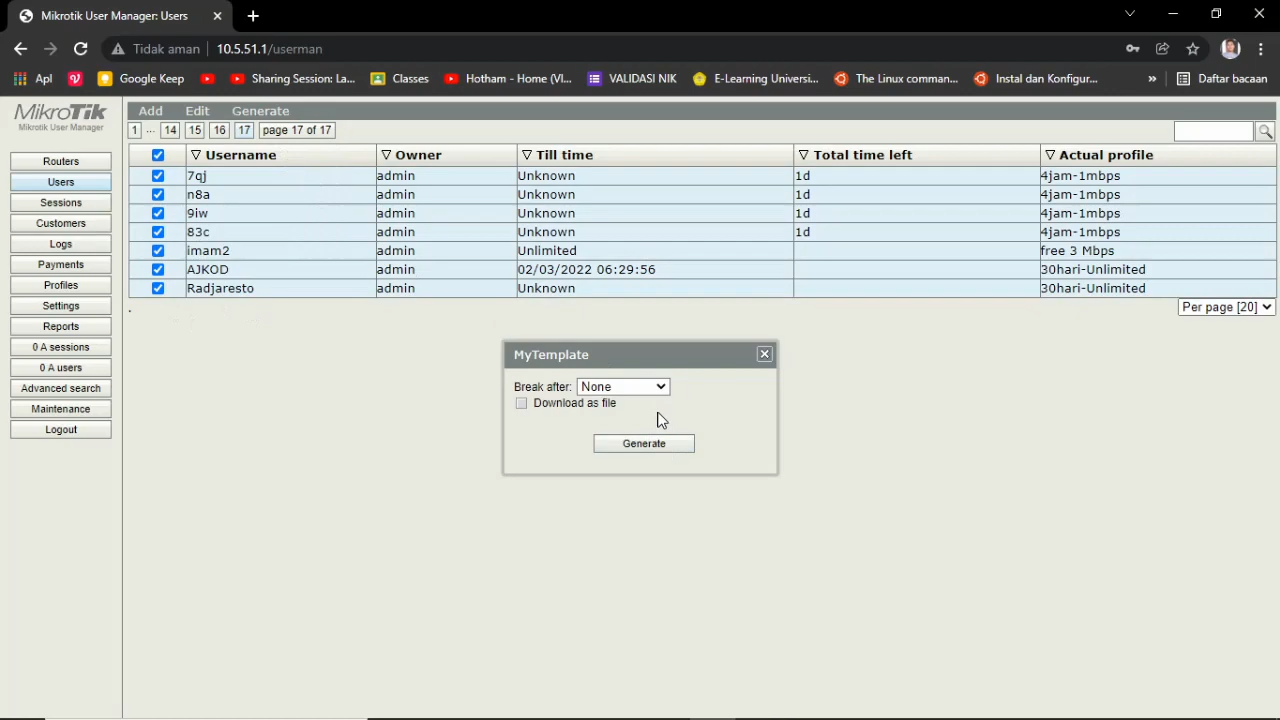 Mikrotik User Manager: Users
Tidak aman 10.5.51.1/userman
Apl Google Keep Sharing Session: La... Classes Hotham - Home (VI... VALIDASI NIK E-Learning Universi... The Linux comman... Instal dan Konfigur... » Daftar bacaan
MikroTik
Mikrotik User Manager
Add Edit Generate
1 ... 14 15 16 17 page 17 of 17
Routers
Users
Sessions
Customers
Logs
Payments
Profiles
Settings
Reports
0 A sessions
0 A users
Advanced search
Maintenance
Logout
Username Owner Till time Total time left Actual profile
7qj admin Unknown 1d 4jam-1mbps
n8a admin Unknown 1d 4jam-1mbps
9iw admin Unknown 1d 4jam-1mbps
83c admin Unknown 1d 4jam-1mbps
imam2 admin Unlimited free 3 Mbps
AJKOD admin 02/03/2022 06:29:56 30hari-Unlimited
Radjaresto admin Unknown 30hari-Unlimited
.
Per page [20]
MyTemplate
Break after: None
Download as file
Generate